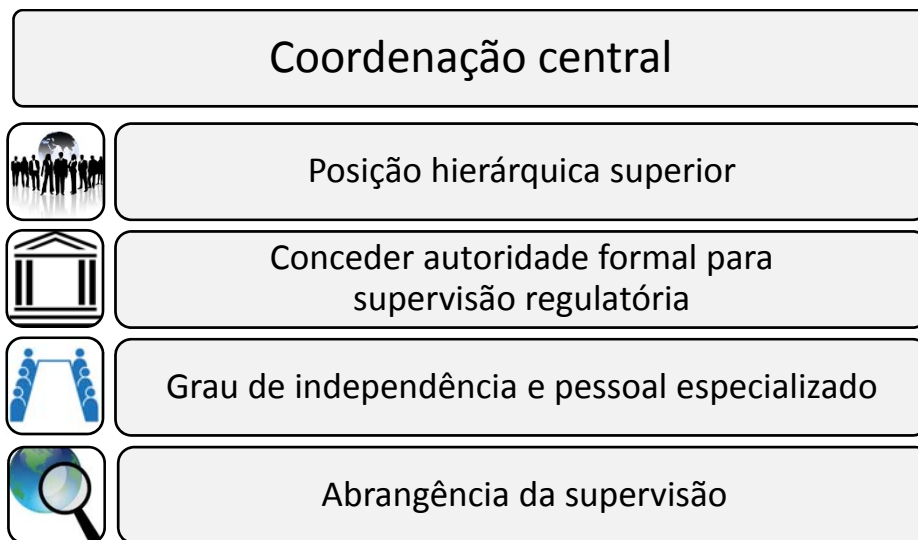 Coordenação central
Posição hierárquica superior
Conceder autoridade formal para
supervisão regulatória
Grau de independência e pessoal especializado
Abrangência da supervisão